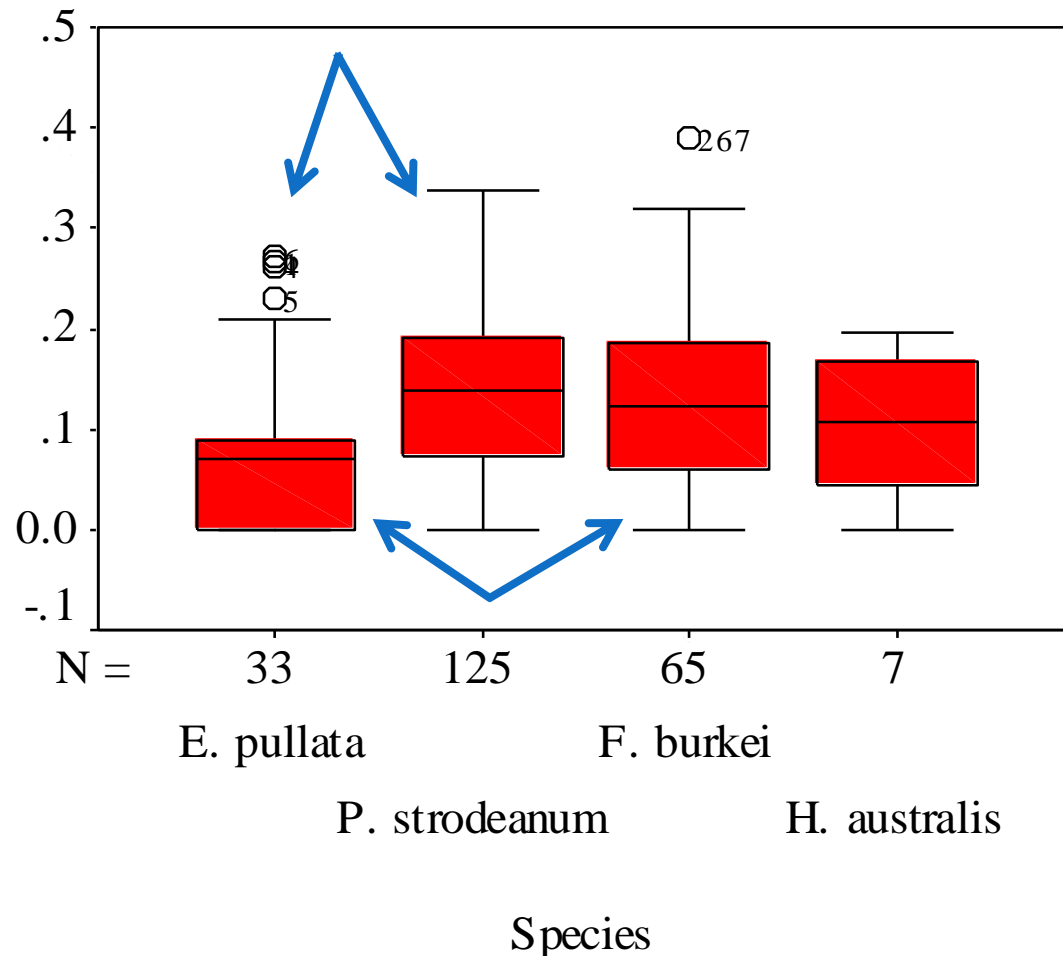 .5
.4
267
.3
6
5
.2
.1
0.0
-.1
N = 33 125 65 7
E. pullata F. burkei
P. strodeanum H. australis
Species